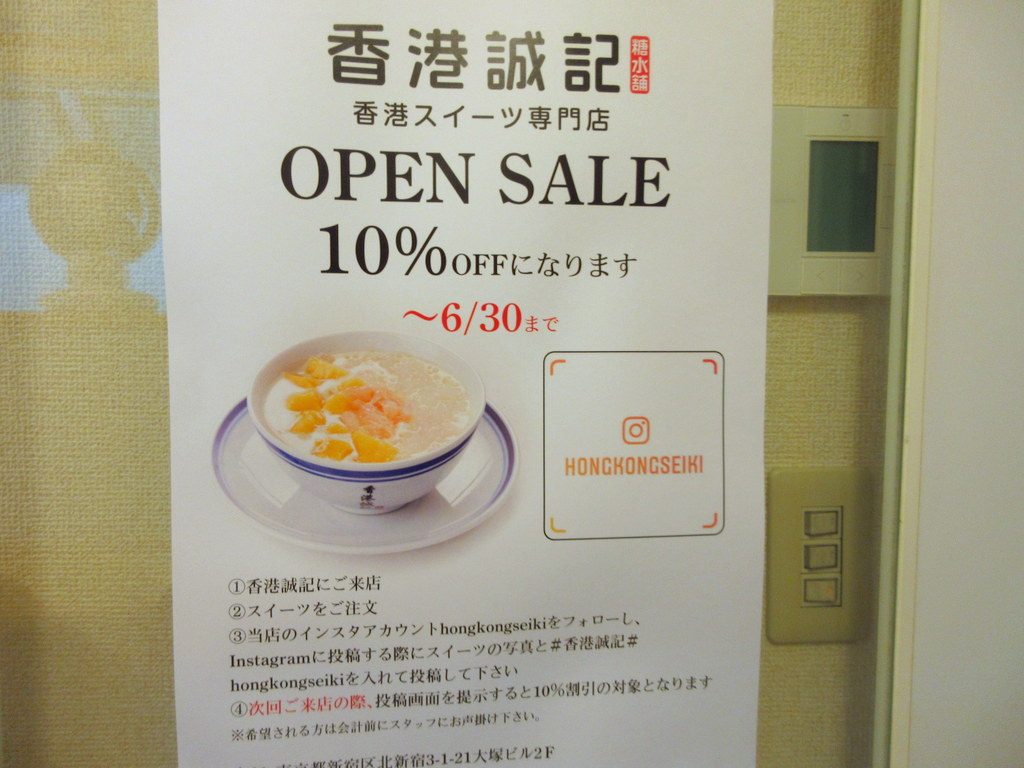 香港誠記 糖水舗
香港スイーツ専門店
OPEN SALE
10%OFFになります
〜6/30まで
香港誠記
HONGKONGSEIKI
①香港誠記にご来店
②スイーツをご注文
③当店のインスタアカウントhongkongseikiをフォローし、
Instagramに投稿する際にスイーツの写真と#香港誠記#
hongkongseikiを入れて投稿して下さい
④次回ご来店の際、投稿画面を提示すると10%割引の対象となります
※希望される方は会計前にスタッフにお声掛け下さい。
東京都新宿区北新宿3-1-21大塚ビル2F